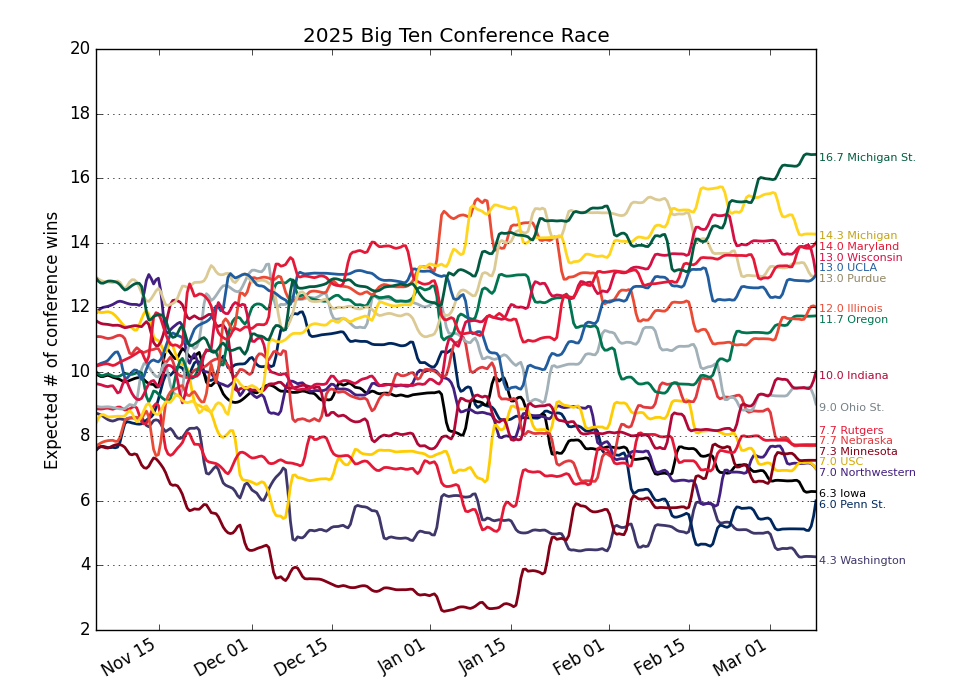 2025 Big Ten Conference Race
Expected # of conference wins
20
18
16
14
12
10
8
6
4
2
Nov 15
Dec 01
Dec 15
Jan 01
Jan 15
Feb 01
Feb 15
Mar 01
16.7 Michigan St.
14.3 Michigan
14.0 Maryland
13.0 Wisconsin
13.0 UCLA
13.0 Purdue
12.0 Illinois
11.7 Oregon
10.0 Indiana
9.0 Ohio St.
7.7 Rutgers
7.7 Nebraska
7.3 Minnesota
7.0 USC
7.0 Northwestern
6.3 Iowa
6.0 Penn St.
4.3 Washington